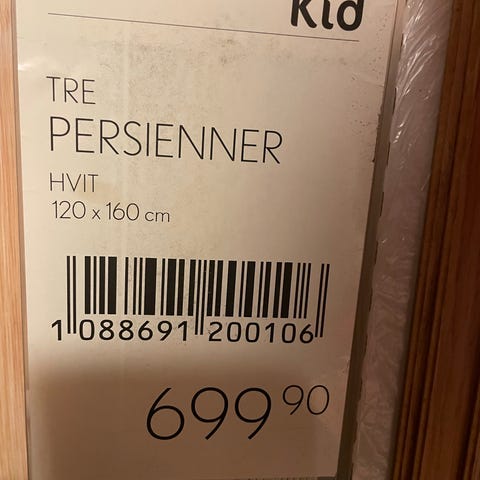 Kid
TRE
PERSIENNER
HVIT
120 x 160 cm
1 088691 200106
699 90